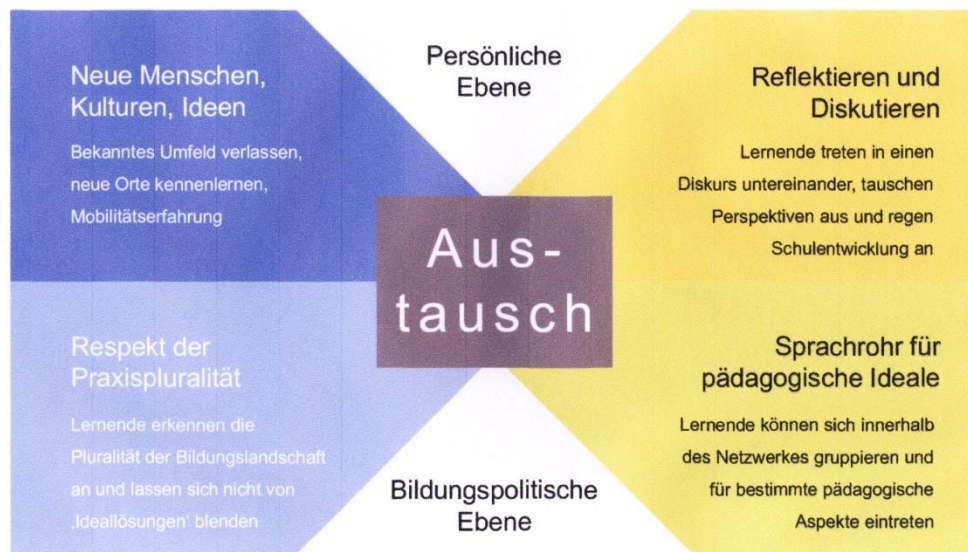 Neue Menschen,
Kulturen, Ideen
Bekanntes Umfeld verlassen,
neue Orte kennenlernen,
Mobilitätserfahrung
Persönliche
Ebene
Reflektieren und
Diskutieren
Lernende treten in einen
Diskurs untereinander, tauschen
Perspektiven aus und regen
Schulentwicklung an
Aus-
tausch
Respekt der
Praxispluralität
Lernende erkennen die
Pluralität der Bildungslandschaft
an und lassen sich nicht von
‚Ideallösungen‘ blenden
Bildungspolitische
Ebene
Sprachrohr für
pädagogische Ideale
Lernende können sich innerhalb
des Netzwerkes gruppieren und
für bestimmte pädagogische
Aspekte eintreten